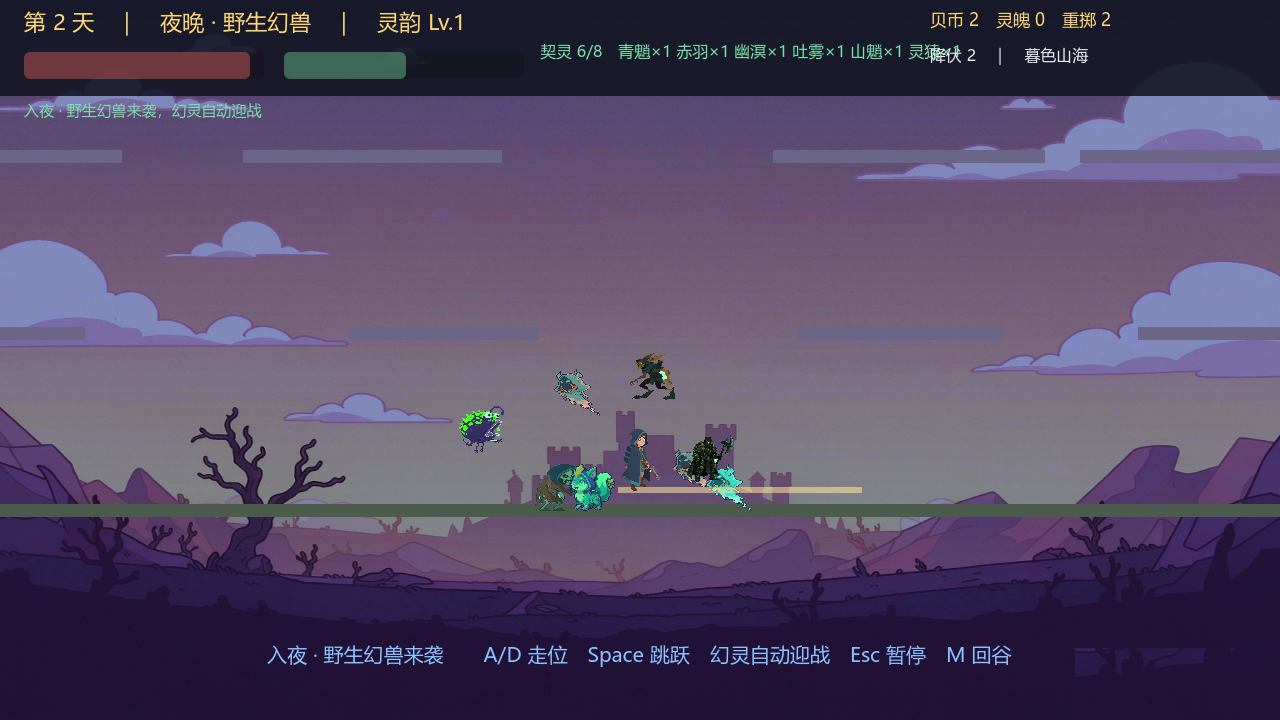 第 2 天 | 夜晚 · 野生幻兽 | 灵韵 Lv.1
贝币 2 灵魄 0 重掷 2
契灵 6/8 青魈×1 赤羽×1 幽溟×1 吐雾×1 山魈×1
降伏 2 | 暮色山海
入夜 · 野生幻兽来袭，幻灵自动迎战
入夜 · 野生幻兽来袭 A/D 走位 Space 跳跃 幻灵自动迎战 Esc 暂停 M 回谷